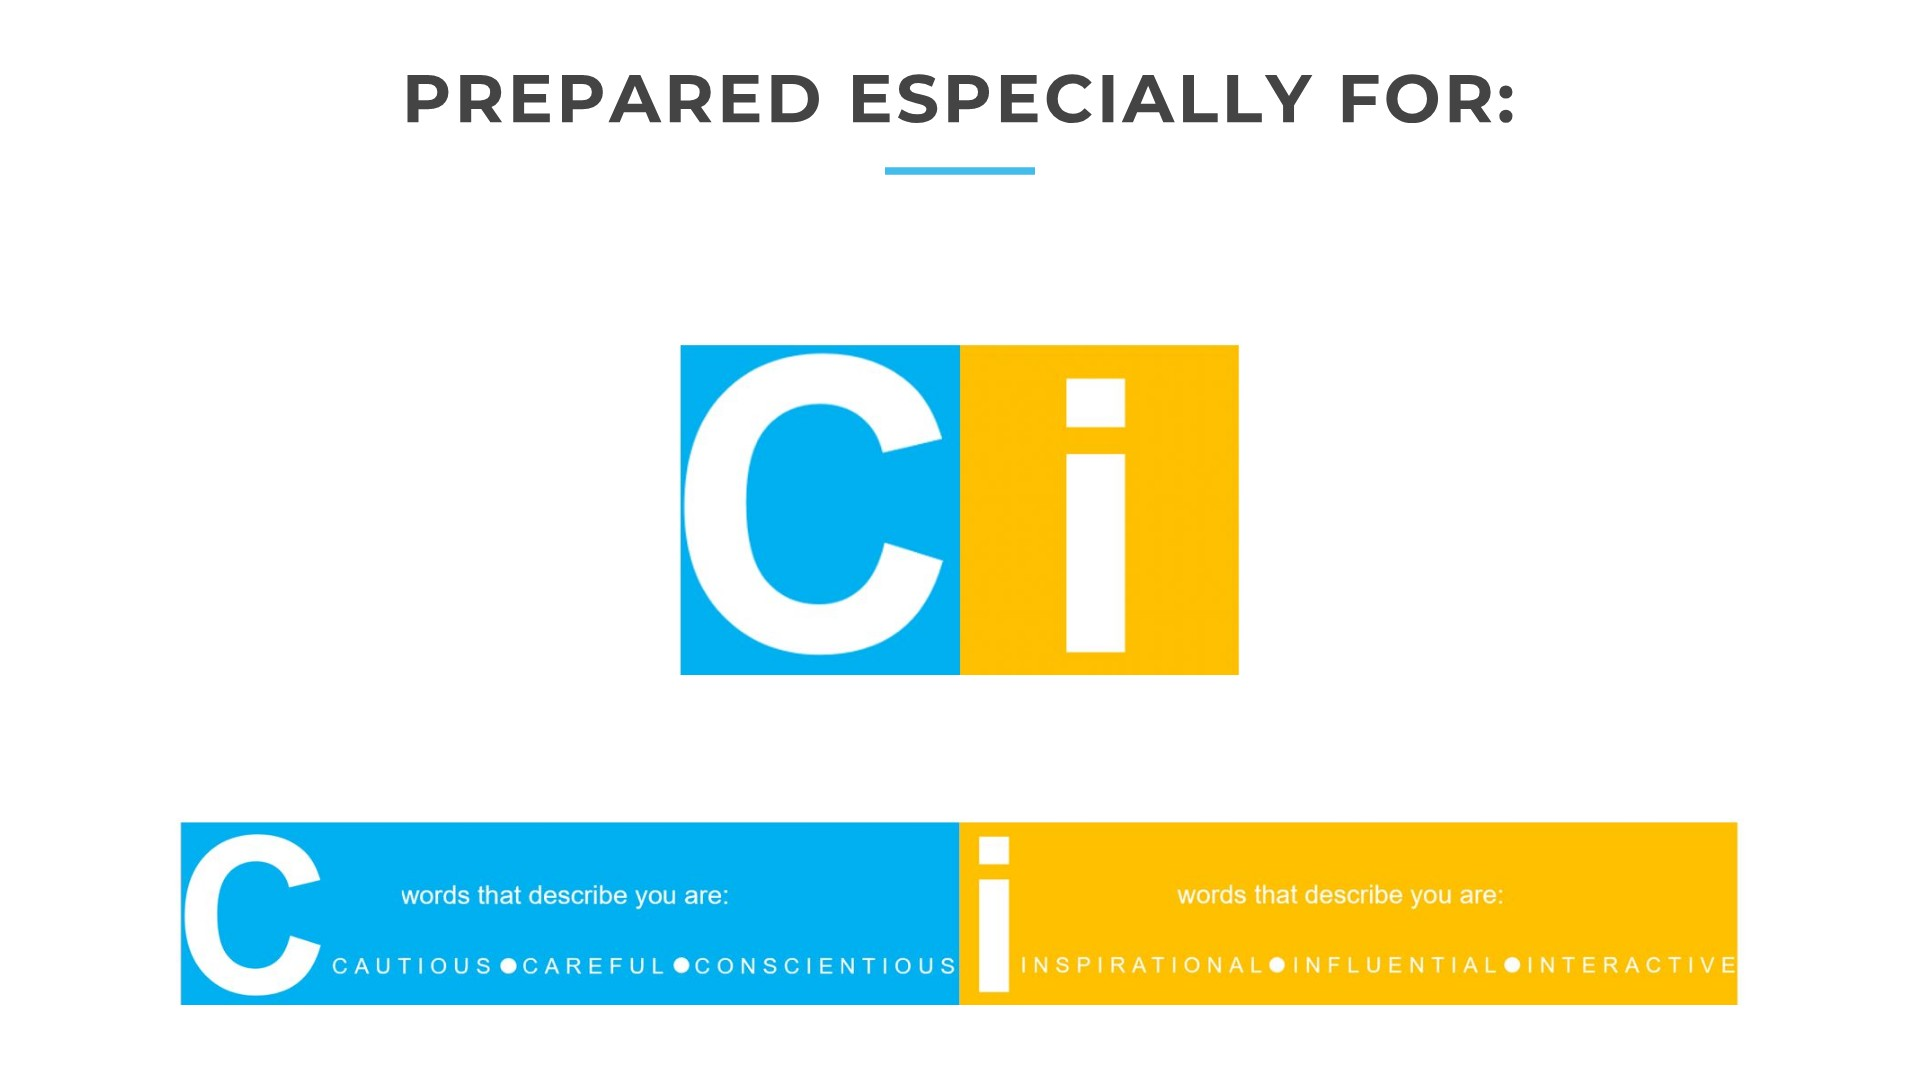 PREPARED ESPECIALLY FOR:
C i
C words that describe you are:
CAUTIOUS ● CAREFUL ● CONSCIENTIOUS
i words that describe you are:
INSPIRATIONAL ● INFLUENTIAL ● INTERACTIVE